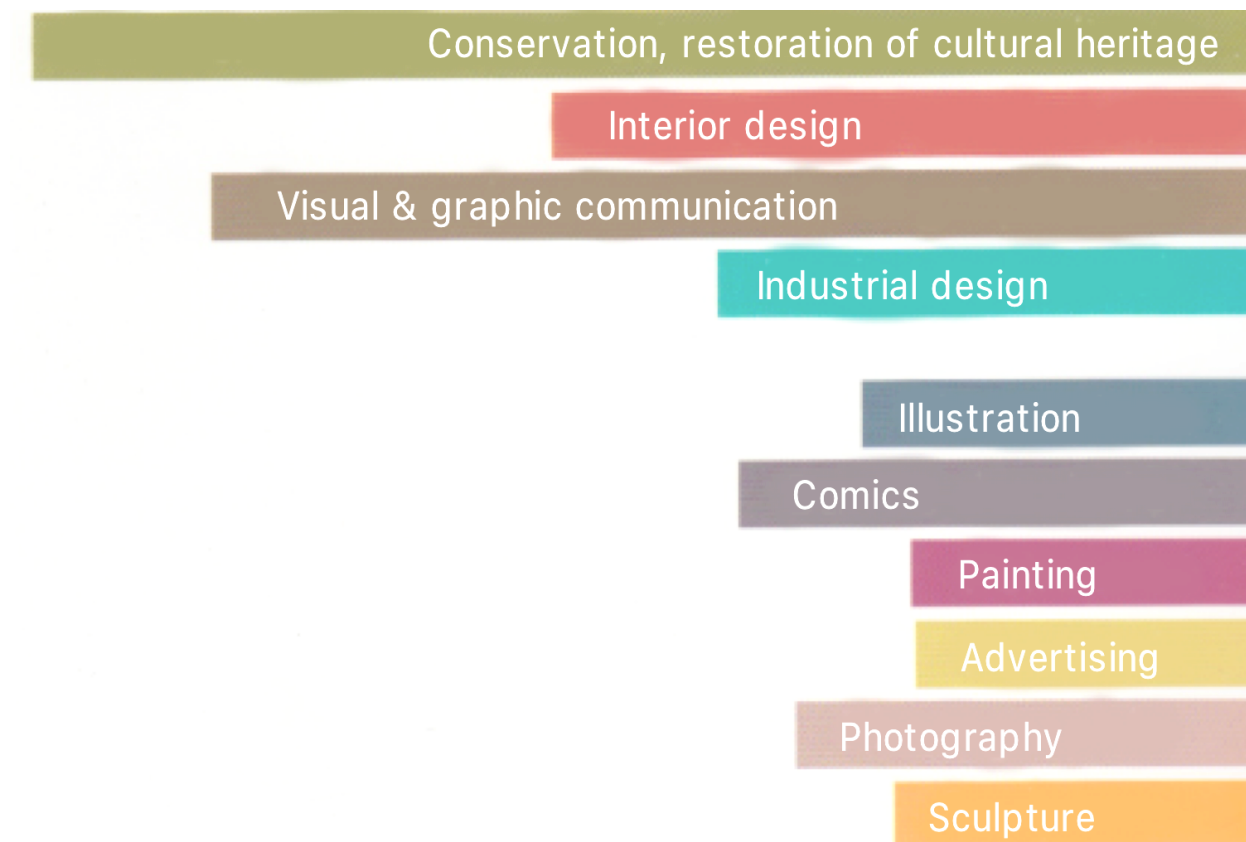 Conservation, restoration of cultural heritage
Interior design
Visual & graphic communication
Industrial design
Illustration
Comics
Painting
Advertising
Photography
Sculpture